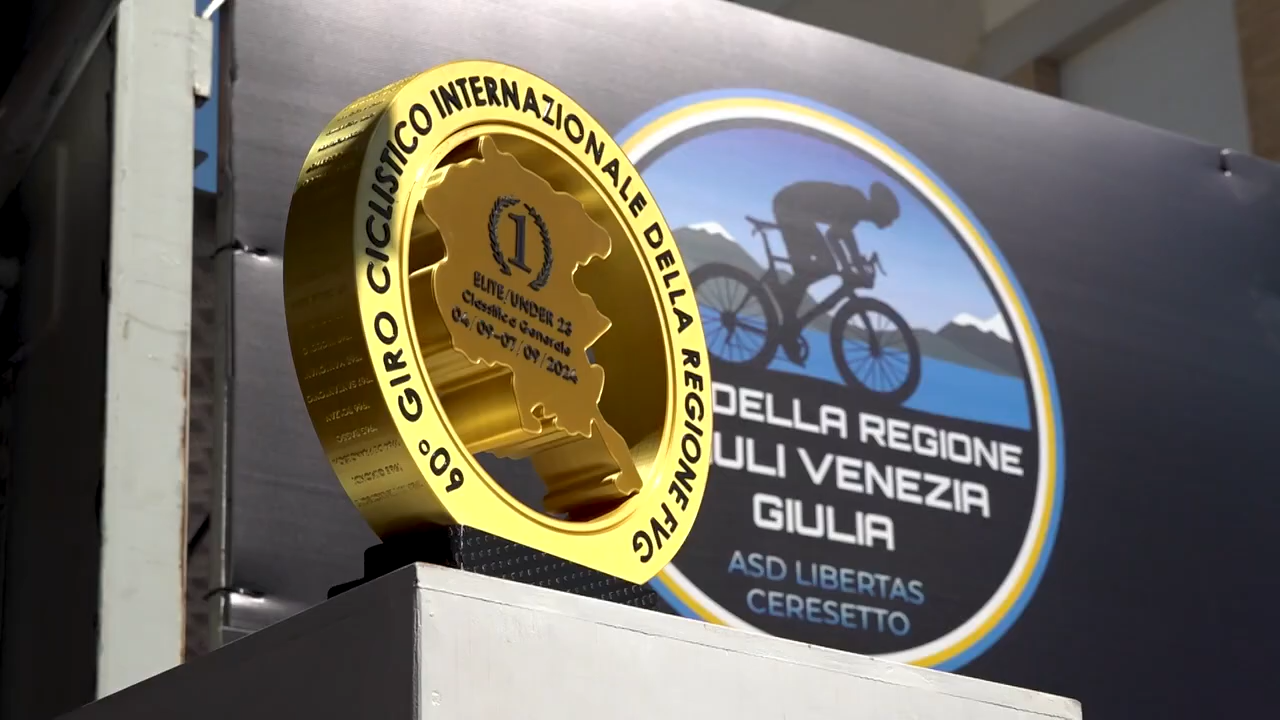 60° GIRO CICLISTICO INTERNAZIONALE DELLA REGIONE FVG
1
ELITE/UNDER 23
Classifica Generale
04/09-07/09/2024
DELLA REGIONE
ULI VENEZIA
GIULIA
ASD LIBERTAS
CERESETTO